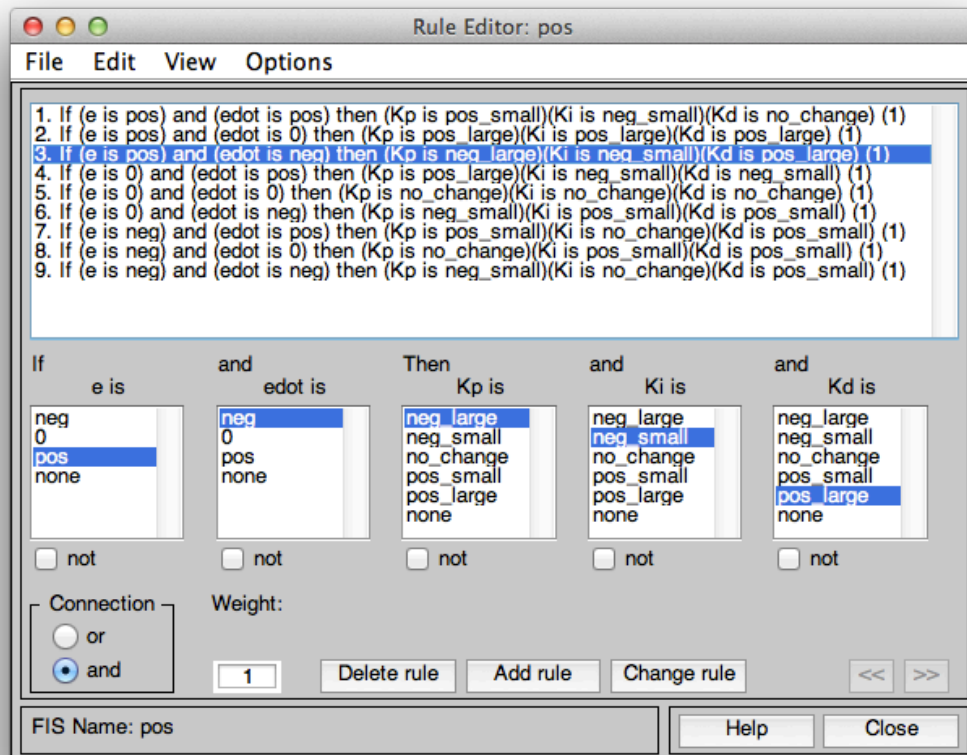 Rule Editor: pos
File Edit View Options
1. If (e is pos) and (edot is pos) then (Kp is pos_small)(Ki is neg_small)(Kd is no_change) (1)
2. If (e is pos) and (edot is 0) then (Kp is pos_large)(Ki is pos_large)(Kd is pos_large) (1)
3. If (e is pos) and (edot is neg) then (Kp is neg_large)(Ki is neg_small)(Kd is pos_large) (1)
4. If (e is 0) and (edot is pos) then (Kp is pos_large)(Ki is neg_small)(Kd is neg_small) (1)
5. If (e is 0) and (edot is 0) then (Kp is no_change)(Ki is no_change)(Kd is no_change) (1)
6. If (e is 0) and (edot is neg) then (Kp is neg_small)(Ki is pos_small)(Kd is pos_small) (1)
7. If (e is neg) and (edot is pos) then (Kp is pos_small)(Ki is no_change)(Kd is pos_small) (1)
8. If (e is neg) and (edot is 0) then (Kp is no_change)(Ki is pos_small)(Kd is pos_small) (1)
9. If (e is neg) and (edot is neg) then (Kp is neg_small)(Ki is no_change)(Kd is pos_small) (1)
If and Then and and
e is edot is Kp is Ki is Kd is
neg neg neg_large neg_large neg_large
0 0 neg_small neg_small neg_small
pos pos no_change no_change no_change
none none pos_small pos_small pos_small
pos_large pos_large pos_large
none none none
not not not not not
Connection Weight:
or
and 1 Delete rule Add rule Change rule << >>
FIS Name: pos Help Close